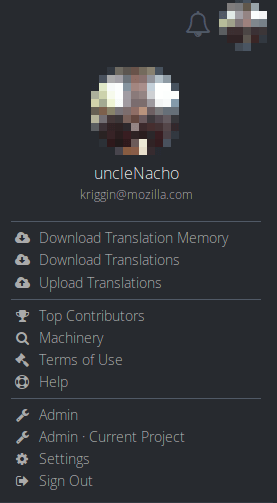 uncleNacho
kriggin@mozilla.com
Download Translation Memory
Download Translations
Upload Translations
Top Contributors
Machinery
Terms of Use
Help
Admin
Admin · Current Project
Settings
Sign Out